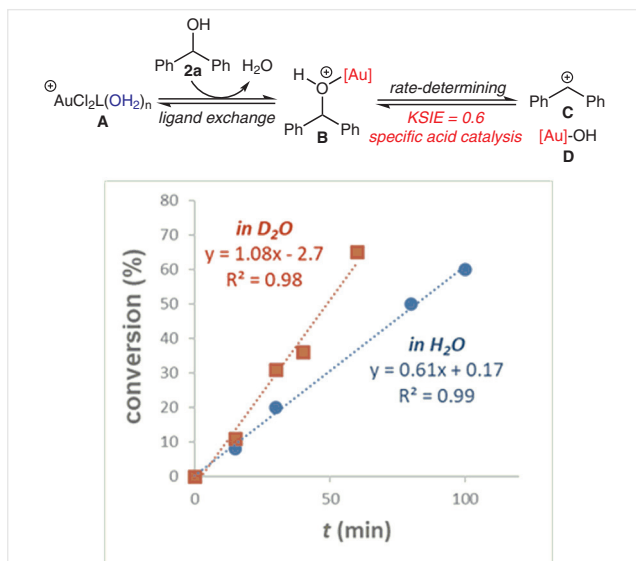 OH
Ph Ph
2a
H₂O
⊕
AuCl₂L(OH₂)ₙ
A
ligand exchange
H ⊕ [Au]
O
Ph Ph
B
rate-determining
KSIE = 0.6
specific acid catalysis
⊕
Ph Ph
C
[Au]-OH
D
conversion (%)
80
70
60
50
40
30
20
10
0
in D₂O
y = 1.08x - 2.7
R² = 0.98
in H₂O
y = 0.61x + 0.17
R² = 0.99
0 50 100
t (min)